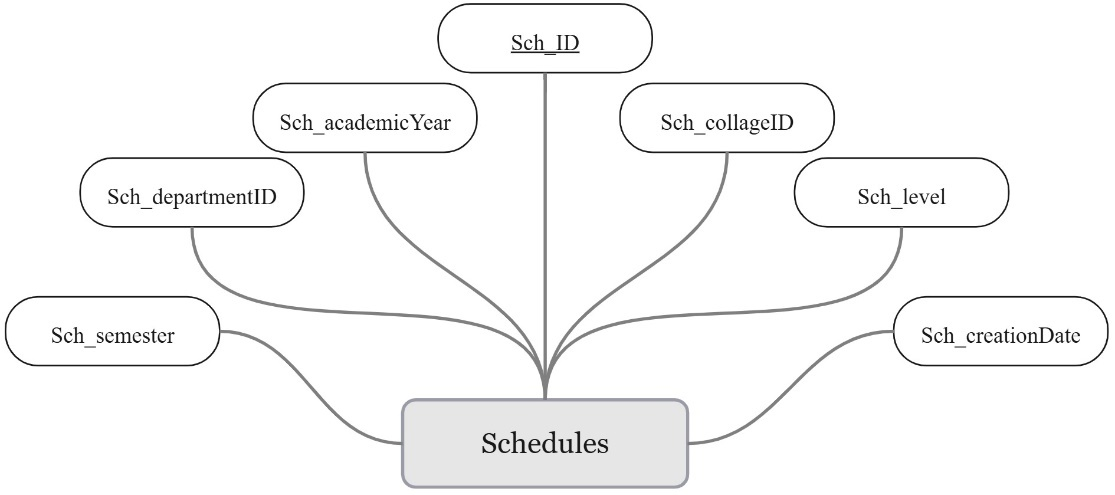 Sch_ID
Sch_academicYear
Sch_collageID
Sch_departmentID
Sch_level
Sch_semester
Sch_creationDate
Schedules